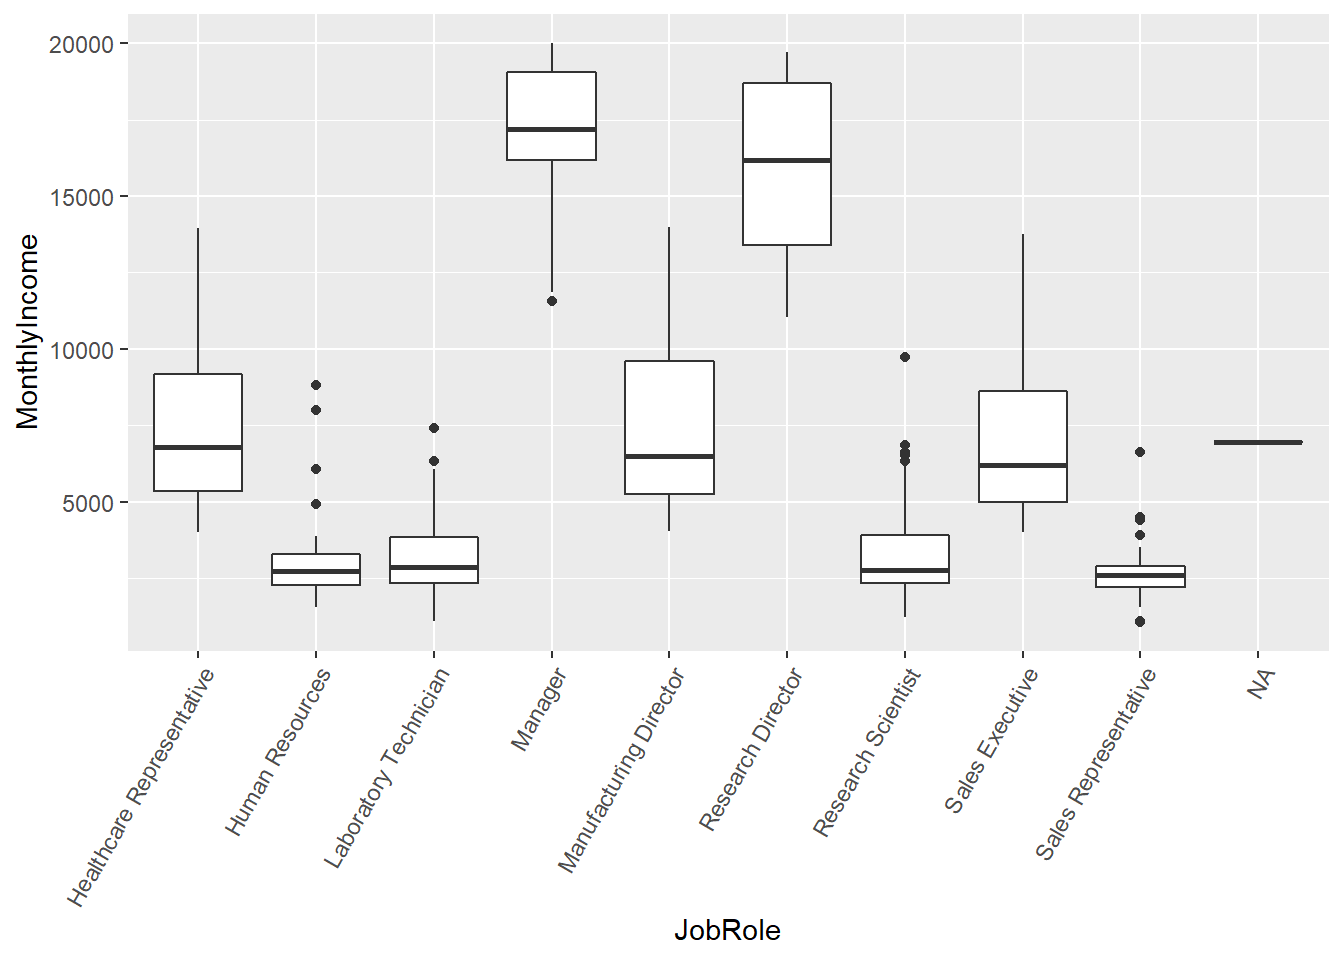 20000
15000
10000
5000
MonthlyIncome
Healthcare Representative
Human Resources
Laboratory Technician
Manager
Manufacturing Director
Research Director
Research Scientist
Sales Executive
Sales Representative
NA
JobRole